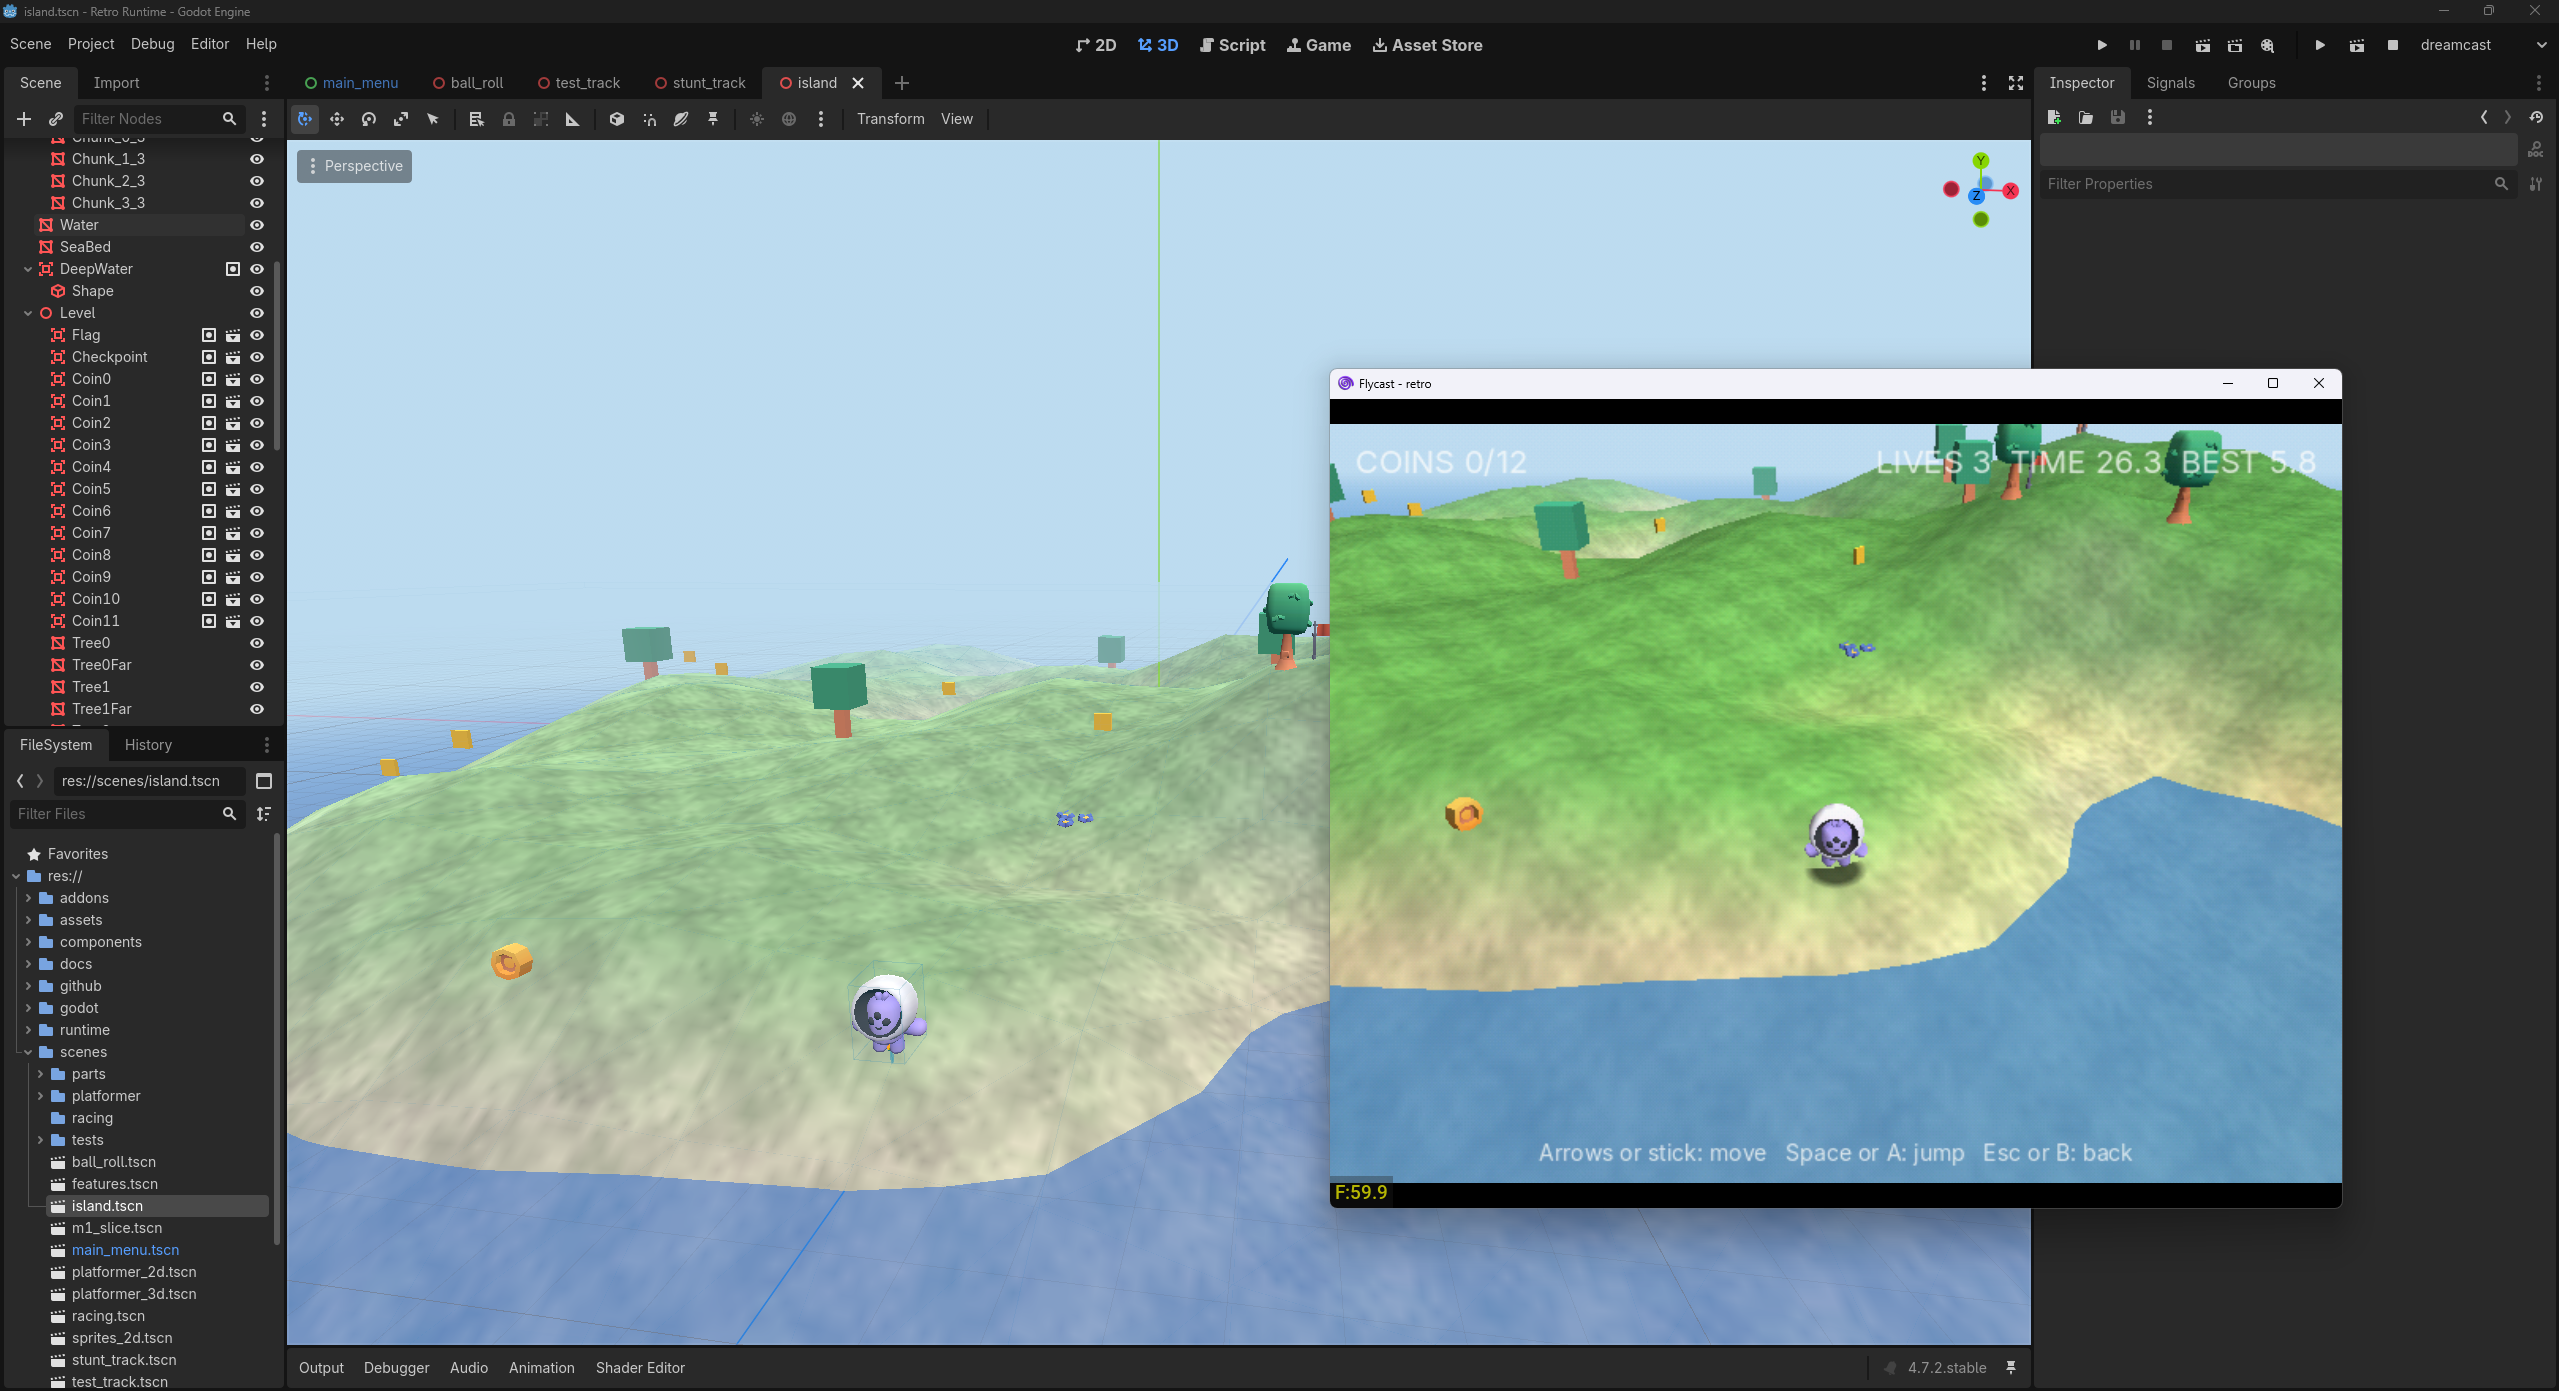 island.tscn - Retro Runtime - Godot Engine
Scene Project Debug Editor Help
2D 3D Script Game Asset Store
dreamcast
Scene Import
Filter Nodes
Chunk_0_3
Chunk_1_3
Chunk_2_3
Chunk_3_3
Water
SeaBed
DeepWater
Shape
Level
Flag
Checkpoint
Coin0
Coin1
Coin2
Coin3
Coin4
Coin5
Coin6
Coin7
Coin8
Coin9
Coin10
Coin11
Tree0
Tree0Far
Tree1
Tree1Far
FileSystem History
res://scenes/island.tscn
Filter Files
Favorites
res://
addons
assets
components
docs
github
godot
runtime
scenes
parts
platformer
racing
tests
ball_roll.tscn
features.tscn
island.tscn
m1_slice.tscn
main_menu.tscn
platformer_2d.tscn
platformer_3d.tscn
racing.tscn
sprites_2d.tscn
stunt_track.tscn
test_track.tscn
main_menu ball_roll test_track stunt_track island
Transform View
Perspective
Y
X
Z
Flycast - retro
COINS 0/12
LIVES 3 TIME 26.3 BEST 5.8
Arrows or stick: move Space or A: jump Esc or B: back
F:59.9
Output Debugger Audio Animation Shader Editor
4.7.2.stable
Inspector Signals Groups
DOC
Filter Properties